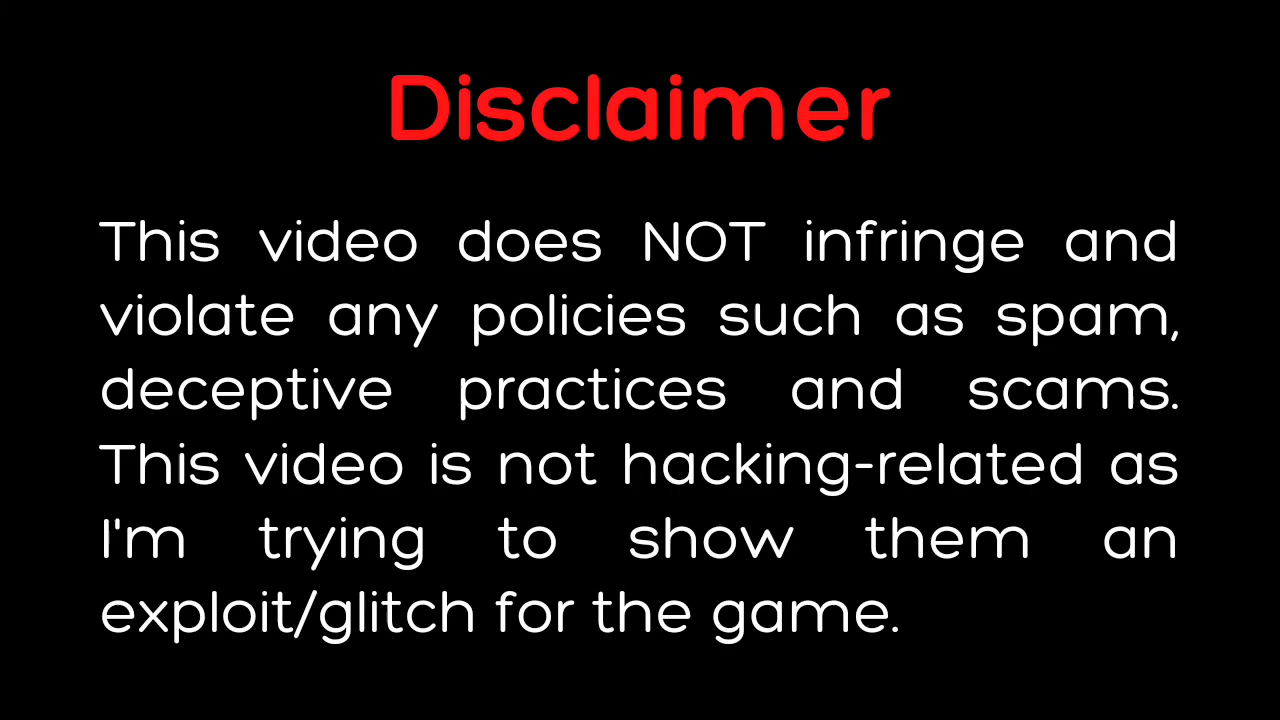 Disclaimer
This video does NOT infringe and
violate any policies such as spam,
deceptive practices and scams.
This video is not hacking-related as
I'm trying to show them an
exploit/glitch for the game.